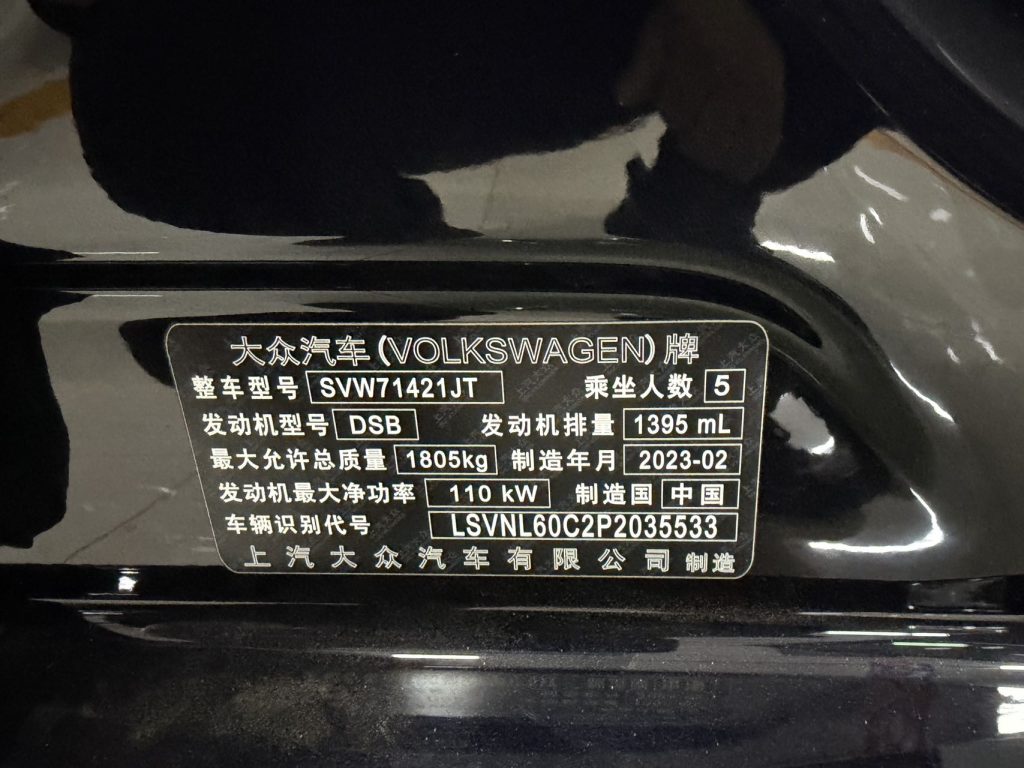 大众汽车(VOLKSWAGEN)牌
整车型号 SVW71421JT 乘坐人数 5
发动机型号 DSB 发动机排量 1395 mL
最大允许总质量 1805kg 制造年月 2023-02
发动机最大净功率 110 kW 制造国 中国
车辆识别代号 LSVNL60C2P2035533
上汽大众汽车有限公司 制造